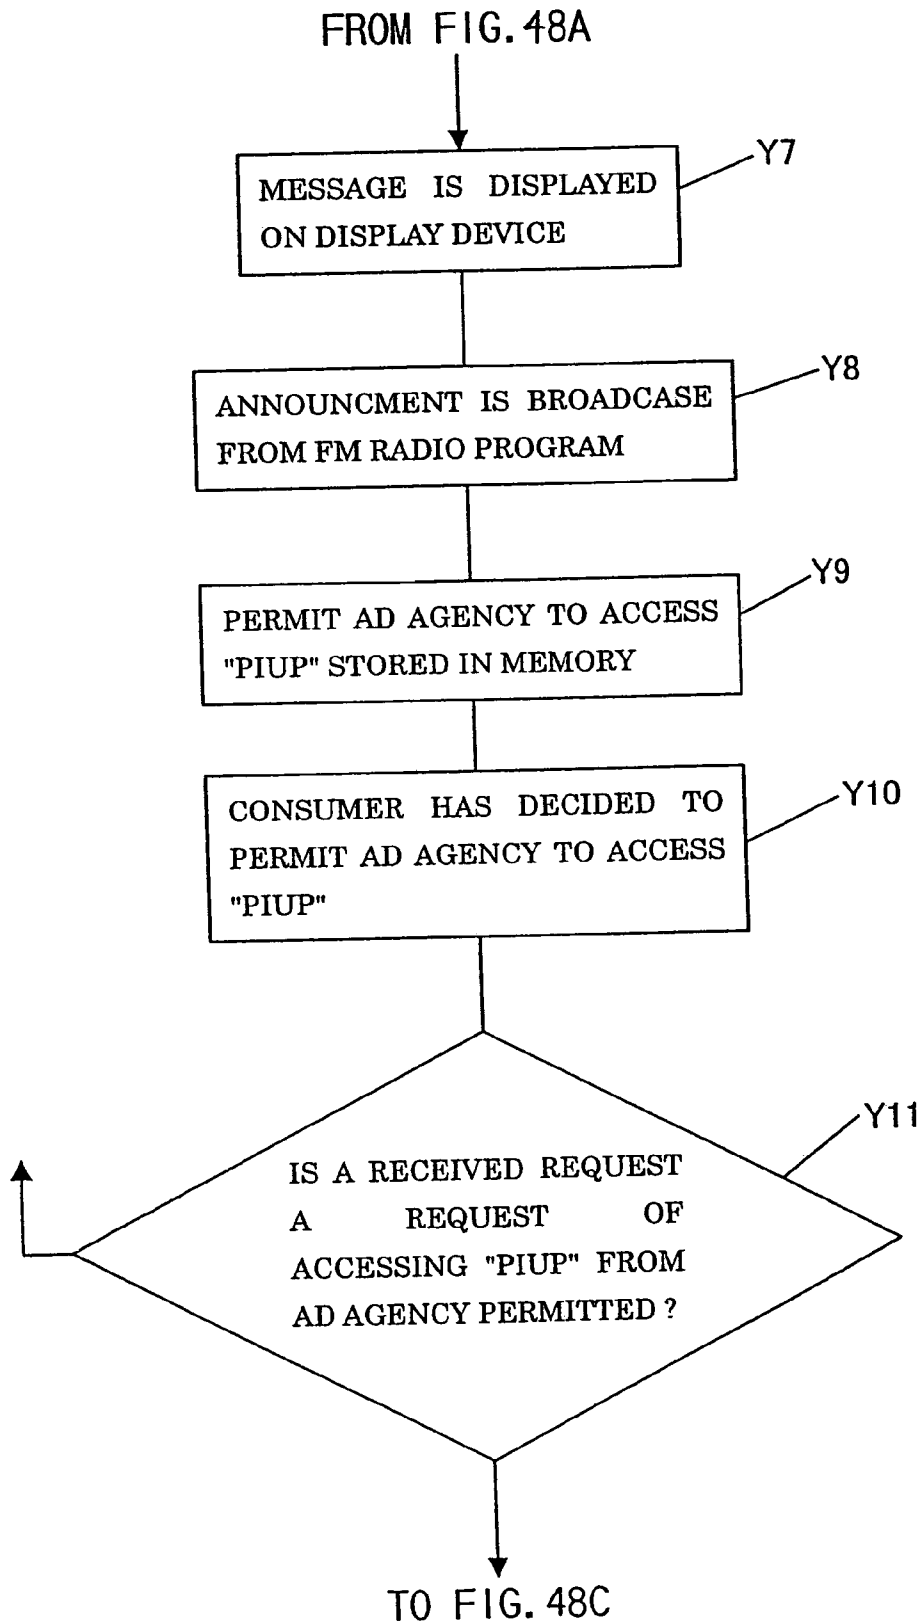 FROM FIG. 48A
Y7
MESSAGE IS DISPLAYED
ON DISPLAY DEVICE
Y8
ANNOUNCMENT IS BROADCASE
FROM FM RADIO PROGRAM
Y9
PERMIT AD AGENCY TO ACCESS
"PIUP" STORED IN MEMORY
Y10
CONSUMER HAS DECIDED TO
PERMIT AD AGENCY TO ACCESS
"PIUP"
Y11
IS A RECEIVED REQUEST
A REQUEST OF
ACCESSING "PIUP" FROM
AD AGENCY PERMITTED ?
TO FIG. 48C